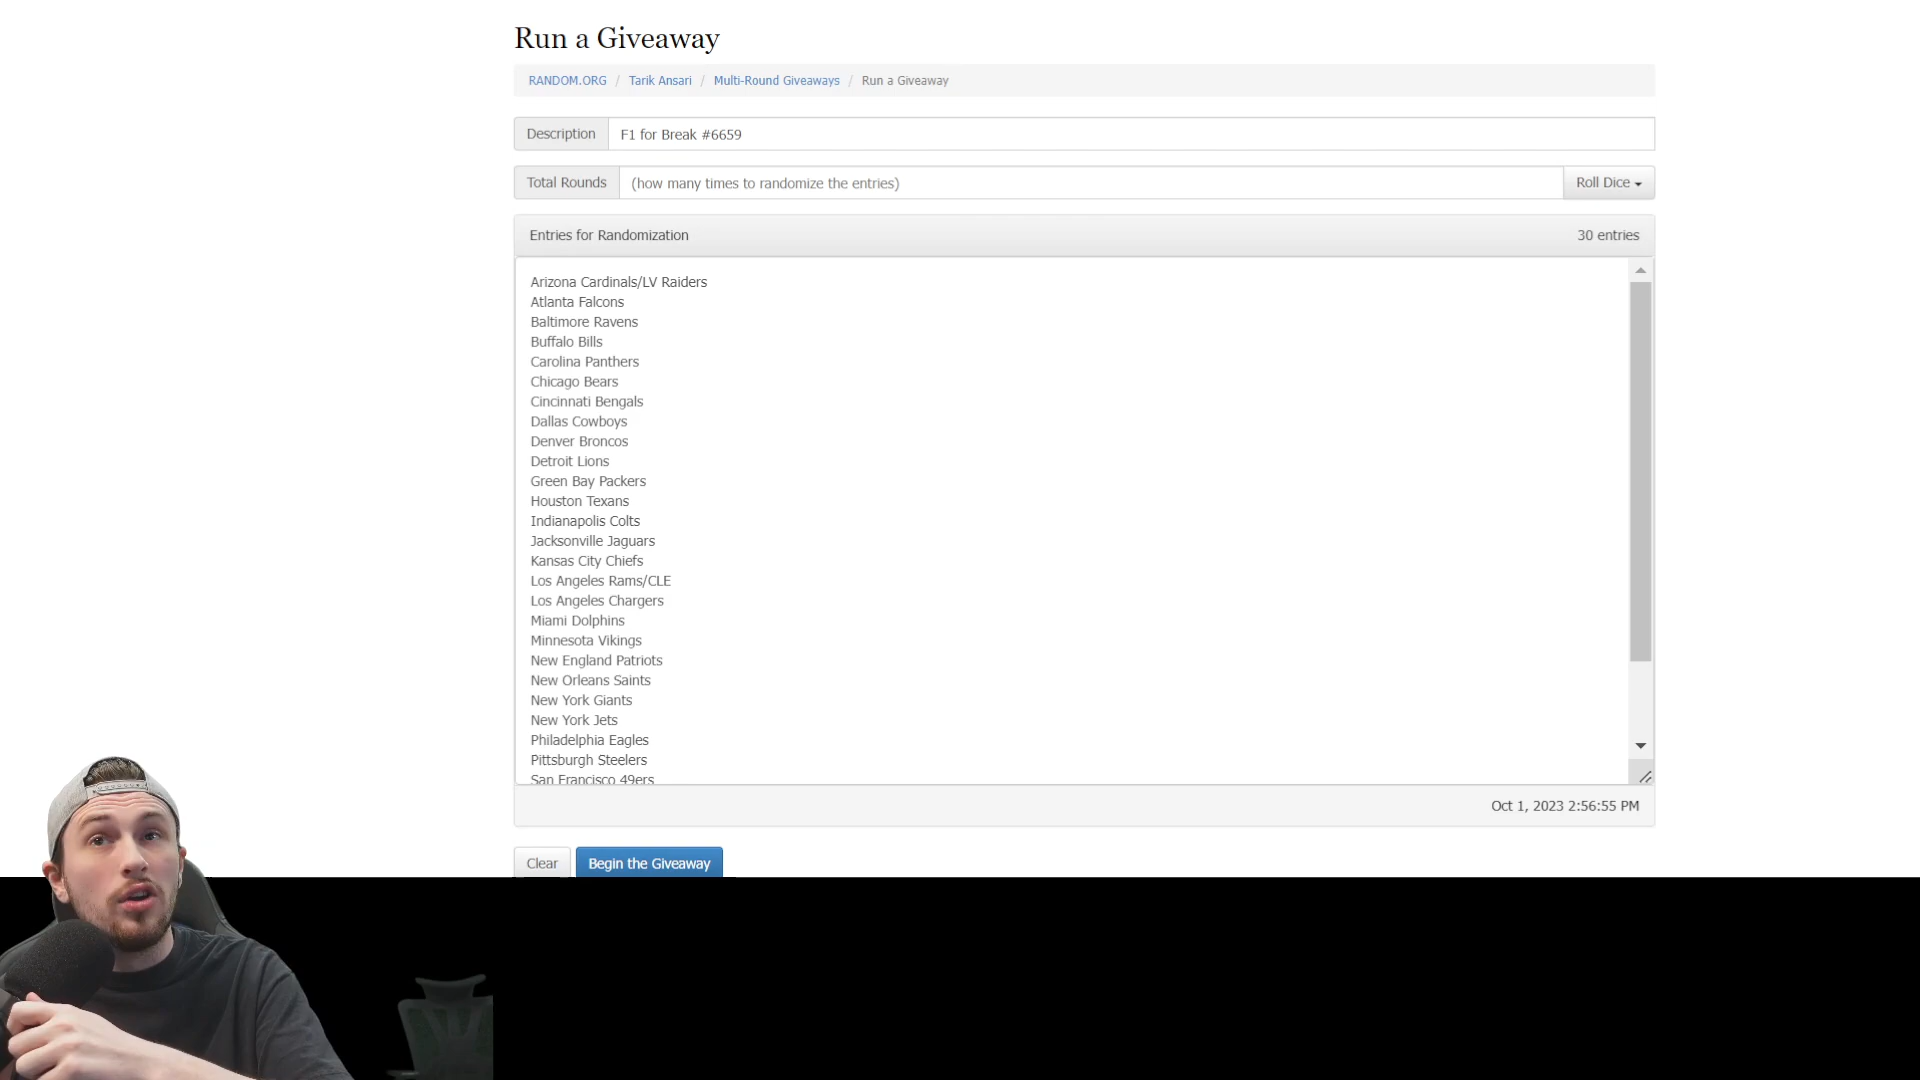 Run a Giveaway
RANDOM.ORG / Tarik Ansari / Multi-Round Giveaways / Run a Giveaway
Description F1 for Break #6659
Total Rounds (how many times to randomize the entries) Roll Dice
Entries for Randomization 30 entries
Arizona Cardinals/LV Raiders
Atlanta Falcons
Baltimore Ravens
Buffalo Bills
Carolina Panthers
Chicago Bears
Cincinnati Bengals
Dallas Cowboys
Denver Broncos
Detroit Lions
Green Bay Packers
Houston Texans
Indianapolis Colts
Jacksonville Jaguars
Kansas City Chiefs
Los Angeles Rams/CLE
Los Angeles Chargers
Miami Dolphins
Minnesota Vikings
New England Patriots
New Orleans Saints
New York Giants
New York Jets
Philadelphia Eagles
Pittsburgh Steelers
San Francisco 49ers
Oct 1, 2023 2:56:55 PM
Clear Begin the Giveaway